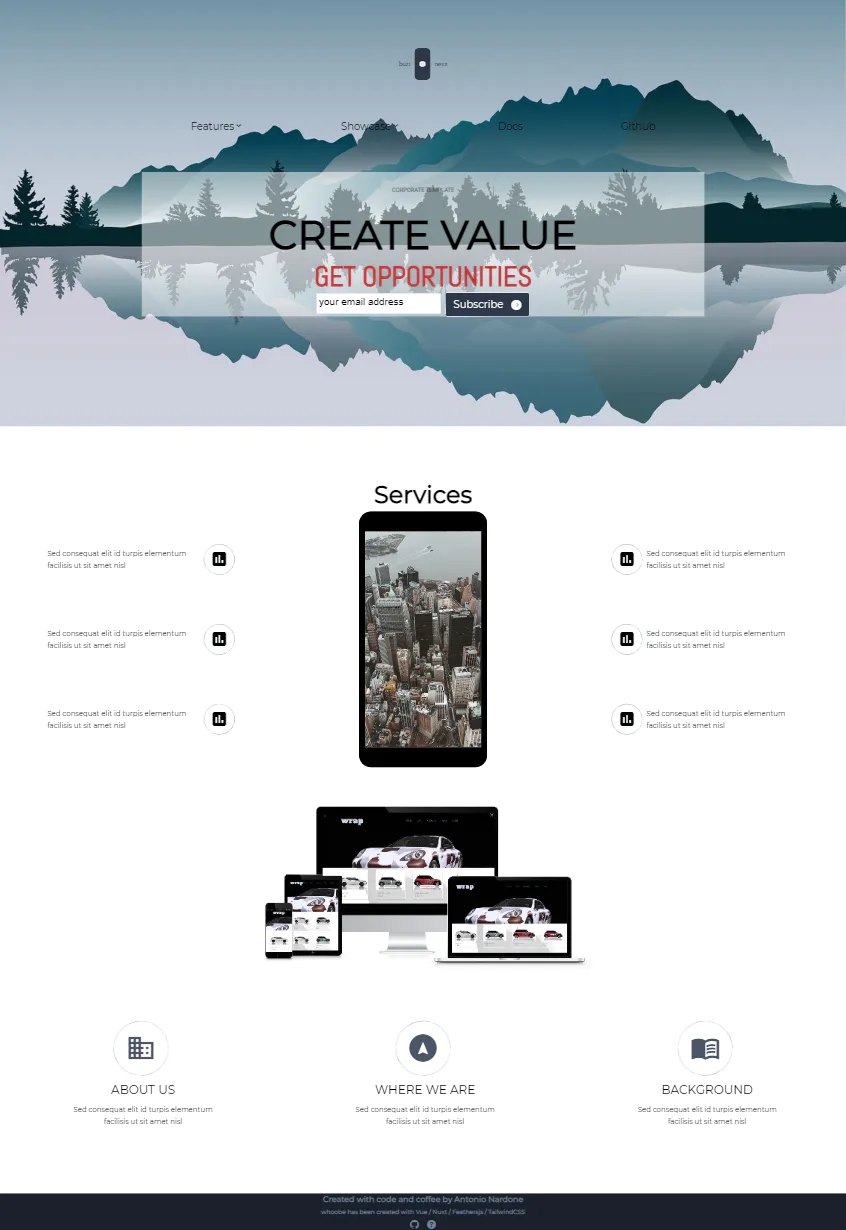 Features
Showcase
Docs
Github
CORPORATE TEMPLATE
CREATE VALUE
GET OPPORTUNITIES
your email address
Subscribe
Services
Sed consequat elit id turpis elementum
facilisis ut sit amet nisl
Sed consequat elit id turpis elementum
facilisis ut sit amet nisl
Sed consequat elit id turpis elementum
facilisis ut sit amet nisl
Sed consequat elit id turpis elementum
facilisis ut sit amet nisl
Sed consequat elit id turpis elementum
facilisis ut sit amet nisl
Sed consequat elit id turpis elementum
facilisis ut sit amet nisl
wrap
wrap
wrap
wrap
ABOUT US
Sed consequat elit id turpis elementum
facilisis ut sit amet nisl
WHERE WE ARE
Sed consequat elit id turpis elementum
facilisis ut sit amet nisl
BACKGROUND
Sed consequat elit id turpis elementum
facilisis ut sit amet nisl
Created with code and coffee by Antonio Nardone
whoobe has been created with Vue / Nuxt / Feathersjs / TailwindCSS